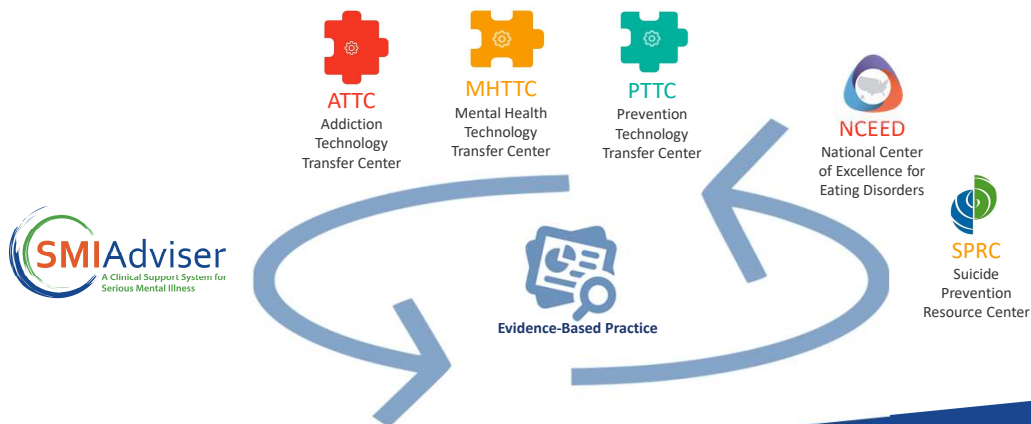 ATTC
Addiction
Technology
Transfer Center
MHTTC
Mental Health
Technology
Transfer Center
PTTC
Prevention
Technology
Transfer Center
NCEED
National Center
of Excellence for
Eating Disorders
SMIAdviser
A Clinical Support System for
Serious Mental Illness
SPRC
Suicide
Prevention
Resource Center
Evidence-Based Practice